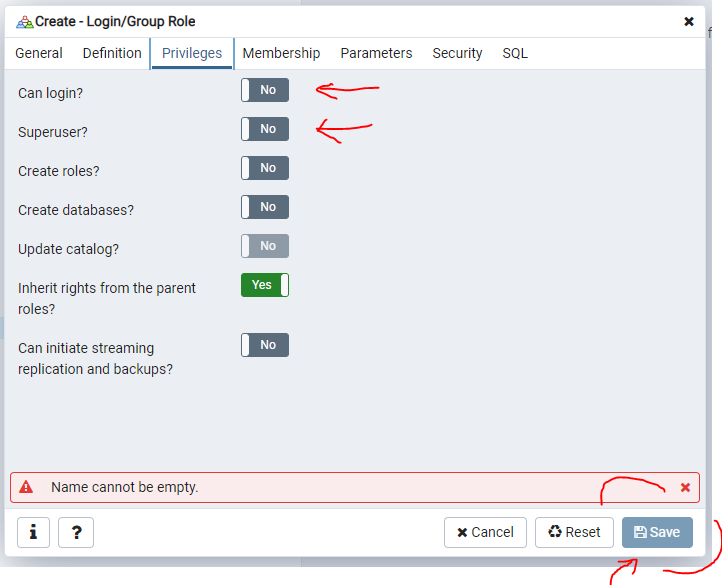 Create - Login/Group Role
General Definition Privileges Membership Parameters Security SQL
Can login? No
Superuser? No
Create roles? No
Create databases? No
Update catalog? No
Inherit rights from the parent Yes
roles?
Can initiate streaming No
replication and backups?
Name cannot be empty.
i ? Cancel Reset Save